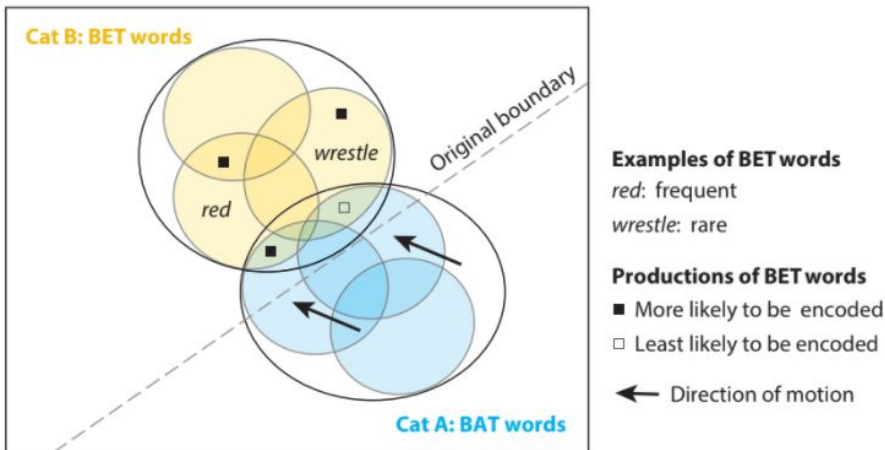 Cat B: BET words
Original boundary
wrestle
red
Cat A: BAT words
Examples of BET words
red: frequent
wrestle: rare
Productions of BET words
More likely to be encoded
Least likely to be encoded
Direction of motion